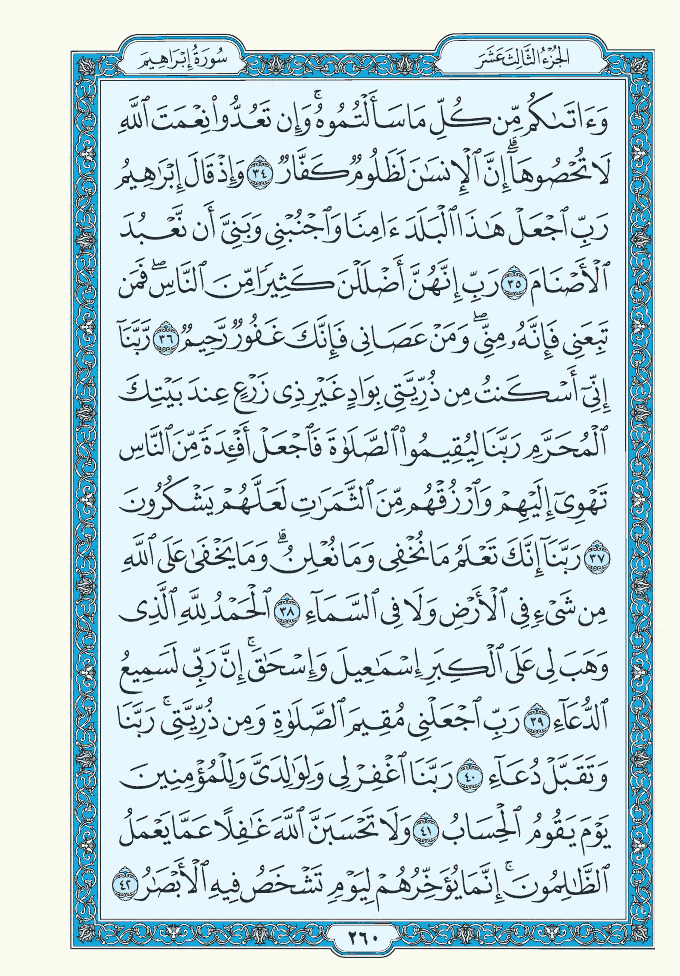 الجزء الثالث عشر
سورة إبراهيم
وَءَاتَىٰكُم مِّن كُلِّ مَا سَأَلْتُمُوهُ ۚ وَإِن تَعُدُّوا۟ نِعْمَتَ ٱللَّهِ
لَا تُحْصُوهَآ ۗ إِنَّ ٱلْإِنسَـٰنَ لَظَلُومٌ كَفَّارٌ ٣٤ وَإِذْ قَالَ إِبْرَٰهِيمُ
رَبِّ ٱجْعَلْ هَـٰذَا ٱلْبَلَدَ ءَامِنًا وَٱجْنُبْنِى وَبَنِىَّ أَن نَّعْبُدَ
ٱلْأَصْنَامَ ٣٥ رَبِّ إِنَّهُنَّ أَضْلَلْنَ كَثِيرًا مِّنَ ٱلنَّاسِ ۖ فَمَن
تَبِعَنِى فَإِنَّهُۥ مِنِّى ۖ وَمَنْ عَصَانِى فَإِنَّكَ غَفُورٌ رَّحِيمٌ ٣٦ رَّبَّنَآ
إِنِّىٓ أَسْكَنتُ مِن ذُرِّيَّتِى بِوَادٍ غَيْرِ ذِى زَرْعٍ عِندَ بَيْتِكَ
ٱلْمُحَرَّمِ رَبَّنَا لِيُقِيمُوا۟ ٱلصَّلَوٰةَ فَٱجْعَلْ أَفْـِٔدَةً مِّنَ ٱلنَّاسِ
تَهْوِىٓ إِلَيْهِمْ وَٱرْزُقْهُم مِّنَ ٱلثَّمَرَٰتِ لَعَلَّهُمْ يَشْكُرُونَ
٣٧ رَبَّنَآ إِنَّكَ تَعْلَمُ مَا نُخْفِى وَمَا نُعْلِنُ ۗ وَمَا يَخْفَىٰ عَلَى ٱللَّهِ
مِن شَىْءٍ فِى ٱلْأَرْضِ وَلَا فِى ٱلسَّمَآءِ ٣٨ ٱلْحَمْدُ لِلَّهِ ٱلَّذِى
وَهَبَ لِى عَلَى ٱلْكِبَرِ إِسْمَـٰعِيلَ وَإِسْحَـٰقَ ۚ إِنَّ رَبِّى لَسَمِيعُ
ٱلدُّعَآءِ ٣٩ رَبِّ ٱجْعَلْنِى مُقِيمَ ٱلصَّلَوٰةِ وَمِن ذُرِّيَّتِى ۚ رَبَّنَا
وَتَقَبَّلْ دُعَآءِ ٤٠ رَبَّنَا ٱغْفِرْ لِى وَلِوَٰلِدَىَّ وَلِلْمُؤْمِنِينَ
يَوْمَ يَقُومُ ٱلْحِسَابُ ٤١ وَلَا تَحْسَبَنَّ ٱللَّهَ غَـٰفِلًا عَمَّا يَعْمَلُ
ٱلظَّـٰلِمُونَ ۚ إِنَّمَا يُؤَخِّرُهُمْ لِيَوْمٍ تَشْخَصُ فِيهِ ٱلْأَبْصَـٰرُ ٤٢
٢٦٠